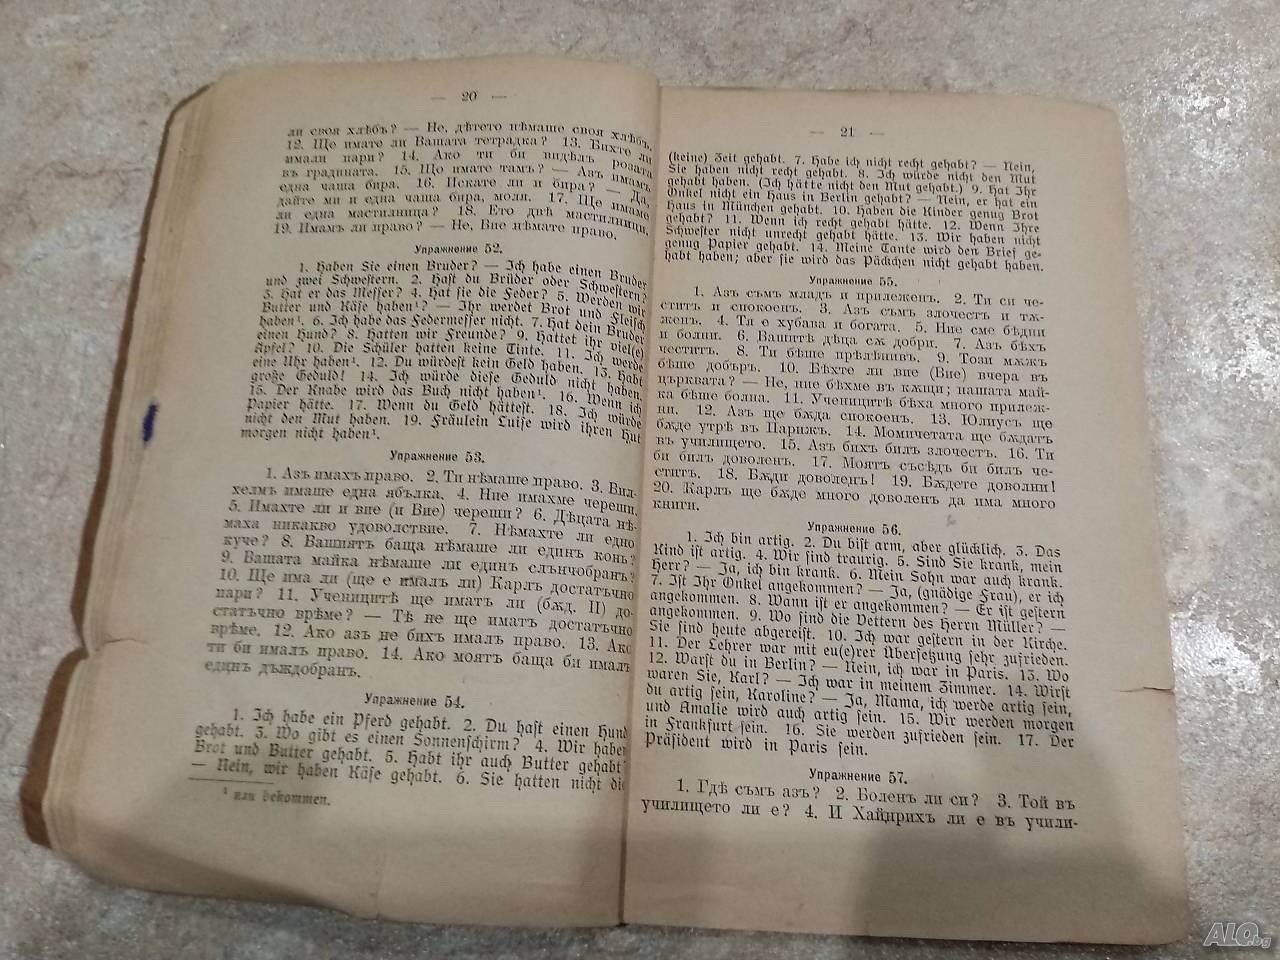 — 20 —
ли своя хлѣбъ? — Не, дѣтето нѣмаше своя хлѣбъ.
12. Що имате ли Вашата тетрадка? 13. Бихте ли
имали пари? 14. Ако ти би видѣлъ розата
въ градината. 15. Що имате тамъ? — Азъ имамъ
една чаша бира. 16. Искате ли и бира? — Да,
дайте ми и една чаша бира, моля. 17. Ще имаме
ли една мастилница? 18. Ето двѣ мастилници.
19. Имамъ ли право? — Не, Вие нѣмате право.
Упражнение 52.
1. Haben Sie einen Bruder? — Ich habe einen Bruder
und zwei Schwestern. 2. Hast du Brüder oder Schwestern?
3. Hat er das Messer? 4. Hat sie die Feder? 5. Werden wir
Butter und Käse haben¹? — Ihr werdet Brot und Fleisch
haben¹. 6. Ich habe das Federmesser nicht. 7. Hat dein Bruder
einen Hund? 8. Hatten wir Freunde? 9. Hattet ihr viel(e)
Äpfel? 10. Die Schüler hatten keine Tinte. 11. Ich werde
eine Uhr haben¹. 12. Du würdest kein Geld haben. 13. Habt
große Geduld! 14. Ich würde diese Geduld nicht haben.
15. Der Knabe wird das Buch nicht haben¹. 16. Wenn ich
Papier hätte. 17. Wenn du Geld hättest. 18. Ich würde
nicht den Mut haben. 19. Fräulein Luise wird ihren Hut
morgen nicht haben¹.
Упражнение 53.
1. Азъ имахъ право. 2. Ти нѣмаше право. 3. Вил-
хелмъ имаше една ябълка. 4. Ние имахме череши.
5. Имахте ли и вие (и Вие) череши? 6. Дѣцата нѣ-
маха никакво удоволствие. 7. Нѣмахте ли едно
куче? 8. Вашиятъ баща нѣмаше ли единъ конь?
9. Вашата майка нѣмаше ли единъ слънчобранъ?
10. Ще има ли (ще е ималъ ли) Карлъ достатъчно
пари? 11. Ученицитѣ ще иматъ ли (бѫд. II) до-
статъчно врѣме? — Тѣ не ще иматъ достатъчно
врѣме. 12. Ако азъ не бихъ ималъ право. 13. Ако
ти би ималъ право. 14. Ако моятъ баща би ималъ
единъ дъждобранъ.
Упражнение 54.
1. Ich habe ein Pferd gehabt. 2. Du hast einen Hund
gehabt. 3. Wo gibt es einen Sonnenschirm? 4. Wir haben
Brot und Butter gehabt. 5. Habt ihr auch Butter gehabt?
— Nein, wir haben Käse gehabt. 6. Sie hatten nicht die
¹ или bekommen.
— 21 —
(keine) Zeit gehabt. 7. Habe ich nicht recht gehabt? — Nein,
Sie haben nicht recht gehabt. 8. Ich würde nicht den Mut
gehabt haben. (Ich hätte nicht den Mut gehabt.) 9. Hat Ihr
Onkel nicht ein Haus in Berlin gehabt? — Nein, er hat ein
Haus in München gehabt. 10. Haben die Kinder genug Brot
gehabt? 11. Wenn ich recht gehabt hätte. 12. Wenn Ihre
Schwester nicht unrecht gehabt hätte. 13. Wir haben nicht
genug Papier gehabt. 14. Meine Tante wird den Brief ge-
habt haben; aber sie wird das Päckchen nicht gehabt haben.
Упражнение 55.
1. Азъ съмъ младъ и прилеженъ. 2. Ти си че-
ститъ и спокоенъ. 3. Азъ съмъ злочестъ и тѫ-
женъ. 4. Тя е хубава и богата. 5. Ние сме бѣдни
и болни. 6. Вашитѣ дѣца сѫ добри. 7. Азъ бѣхъ
честитъ. 8. Ти бѣше прѣлѣнивъ. 9. Този мѫжъ
бѣше добъръ. 10. Бѣхте ли вие (Вие) вчера въ
църквата? — Не, ние бѣхме въ кѫщи; нашата май-
ка бѣше болна. 11. Ученицитѣ бѣха много прилеж-
ни. 12. Азъ ще бѫда спокоенъ. 13. Юлиусъ ще
бѫде утрѣ въ Парижъ. 14. Момичетата ще бѫдатъ
въ училището. 15. Азъ бихъ билъ злочестъ. 16. Ти
би билъ доволенъ. 17. Моятъ съсѣдъ би билъ че-
ститъ. 18. Бѫди доволенъ! 19. Бѫдете доволни!
20. Карлъ ще бѫде много доволенъ да има много
книги.
Упражнение 56.
1. Ich bin artig. 2. Du bist arm, aber glücklich. 3. Das
Kind ist artig. 4. Wir sind traurig. 5. Sind Sie krank, mein
Herr? — Ja, ich bin krank. 6. Mein Sohn war auch krank.
7. Ist Ihr Onkel angekommen? — Ja, (gnädige Frau), er ich
angekommen. 8. Wann ist er angekommen? — Er ist gestern
angekommen. 9. Wo sind die Vettern des Herrn Müller? —
Sie sind heute abgereist. 10. Ich war gestern in der Kirche.
11. Der Lehrer war mit eu(e)rer Übersetzung sehr zufrieden.
12. Warst du in Berlin? — Nein, ich war in Paris. 13. Wo
waren Sie, Karl? — Ich war in meinem Zimmer. 14. Wirst
du artig sein, Karoline? — Ja, Mama, ich werde artig sein,
und Amalie wird auch artig sein. 15. Wir werden morgen
in Frankfurt sein. 16. Sie werden zufrieden sein. 17. Der
Präsident wird in Paris sein.
Упражнение 57.
1. Гдѣ съмъ азъ? 2. Боленъ ли си? 3. Той въ
училището ли е? 4. И Хайнрихъ ли е въ учили-
ALO.bg